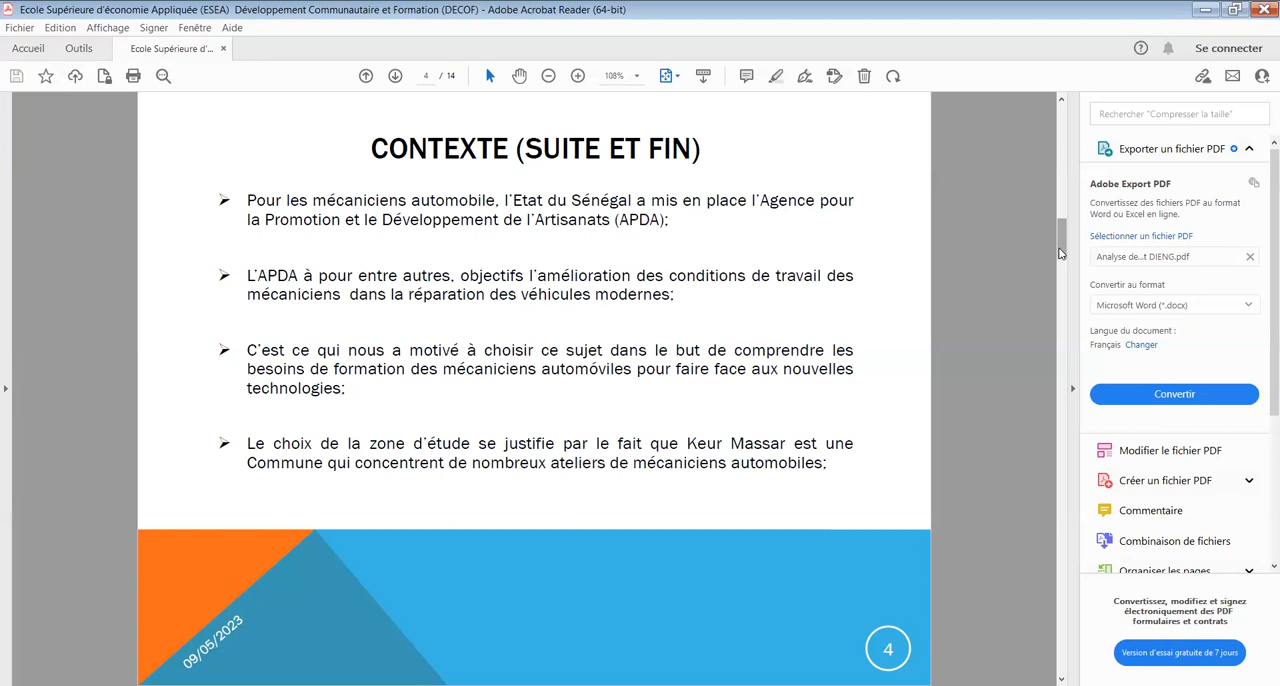 Ecole Supérieure d'économie Appliquée (ESEA) Développement Communautaire et Formation (DECOF) - Adobe Acrobat Reader (64-bit)
Fichier Edition Affichage Signer Fenêtre Aide
Accueil Outils Ecole Supérieure d'... × Se connecter
4 / 14 108%
CONTEXTE (SUITE ET FIN)
Pour les mécaniciens automobile, l'Etat du Sénégal a mis en place l'Agence pour
la Promotion et le Développement de l'Artisanats (APDA);
L'APDA à pour entre autres, objectifs l'amélioration des conditions de travail des
mécaniciens dans la réparation des véhicules modernes;
C'est ce qui nous a motivé à choisir ce sujet dans le but de comprendre les
besoins de formation des mécaniciens automóviles pour faire face aux nouvelles
technologies;
Le choix de la zone d'étude se justifie par le fait que Keur Massar est une
Commune qui concentrent de nombreux ateliers de mécaniciens automobiles;
09/05/2023
4
Rechercher "Compresser la taille"
Exporter un fichier PDF
Adobe Export PDF
Convertissez des fichiers PDF au format
Word ou Excel en ligne.
Sélectionner un fichier PDF
Analyse de...t DIENG.pdf
Convertir au format
Microsoft Word (*.docx)
Langue du document :
Français Changer
Convertir
Modifier le fichier PDF
Créer un fichier PDF
Commentaire
Combinaison de fichiers
Organiser les pages
Convertissez, modifiez et signez
électroniquement des PDF
formulaires et contrats
Version d'essai gratuite de 7 jours